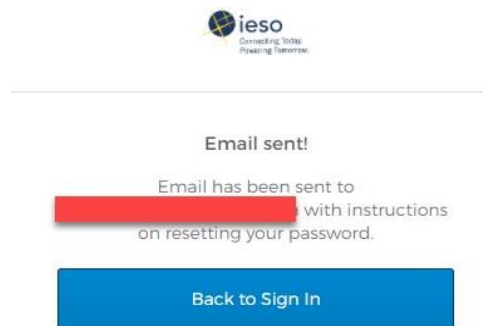 ieso
Connecting Today.
Powering Tomorrow.
Email sent!
Email has been sent to
with instructions
on resetting your password.
Back to Sign In